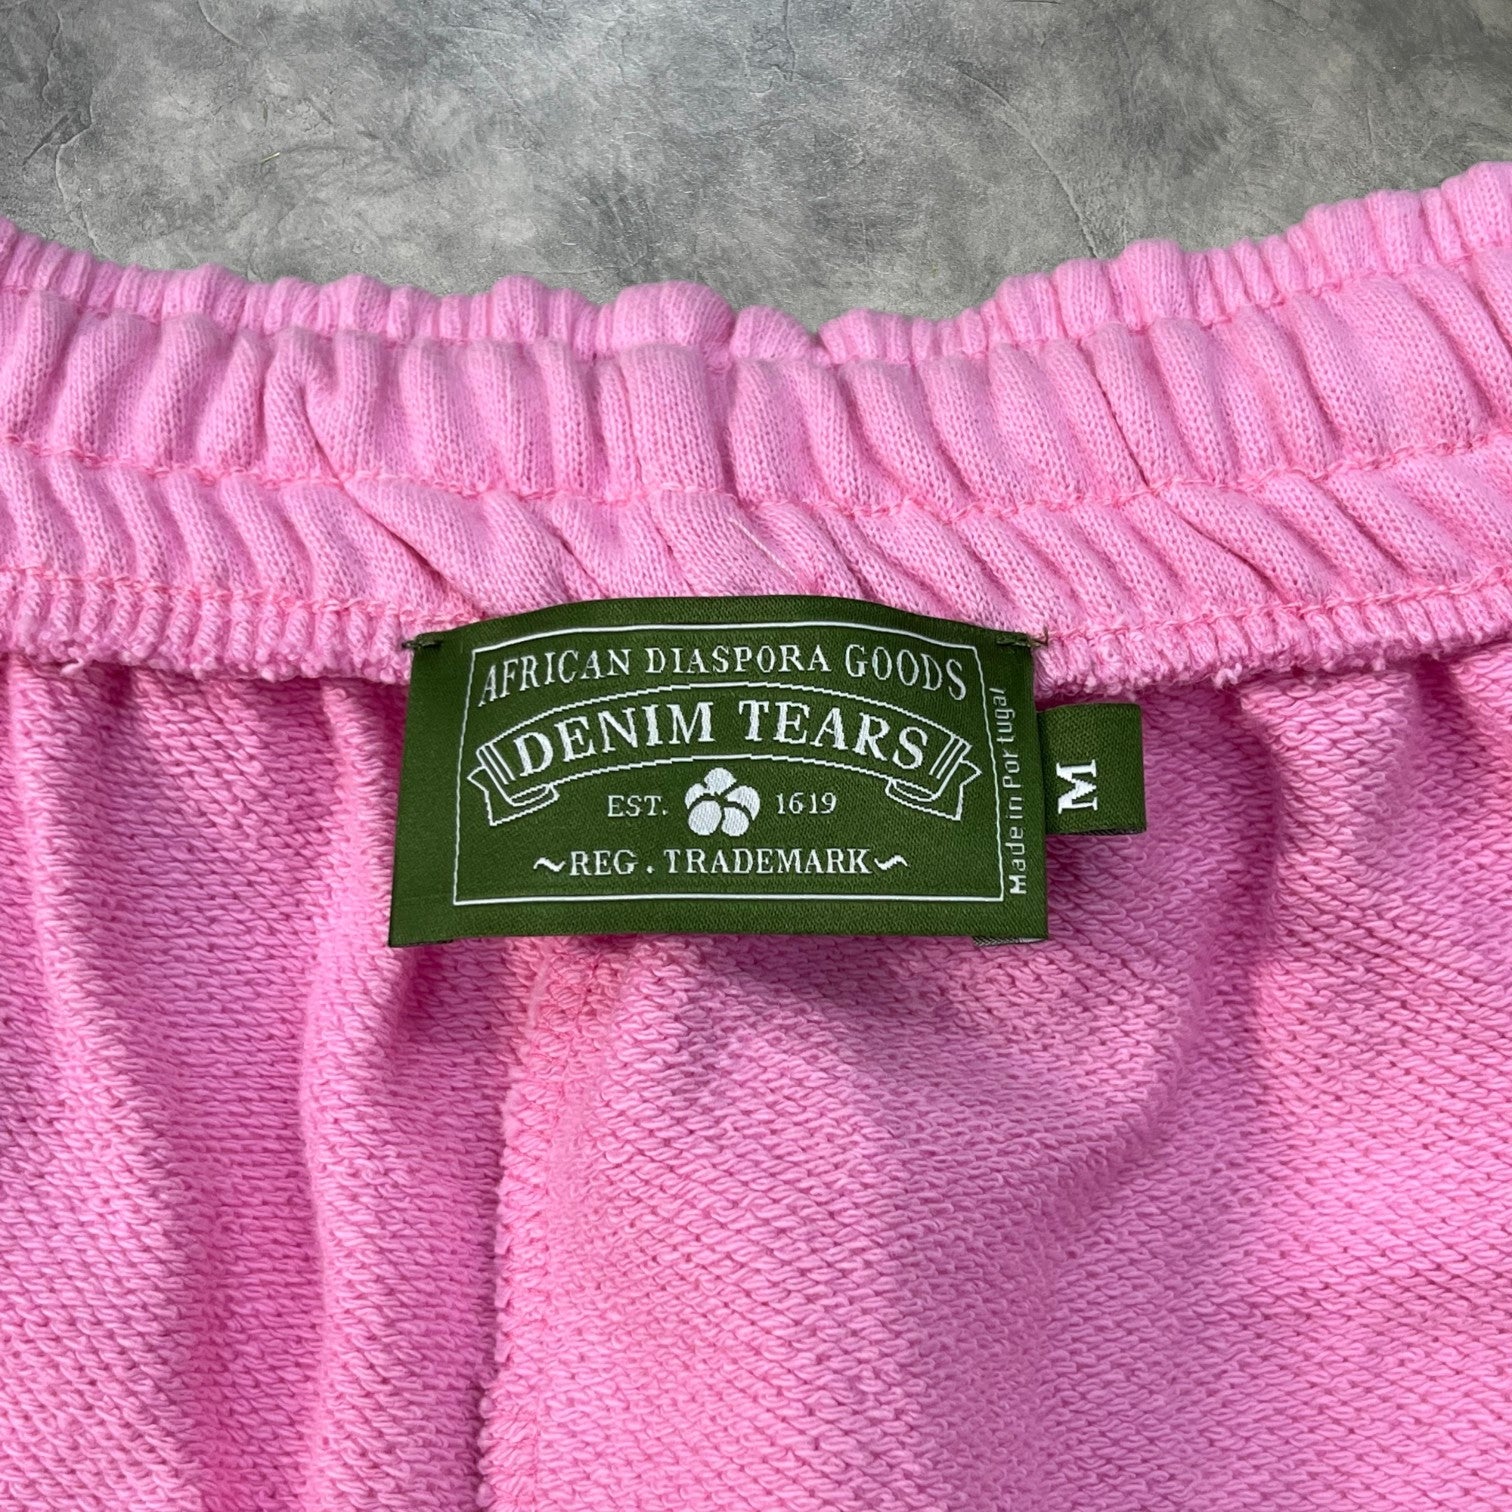 AFRICAN DIASPORA GOODS
DENIM TEARS
EST. 1619
~REG. TRADEMARK~
Made in Portugal
M